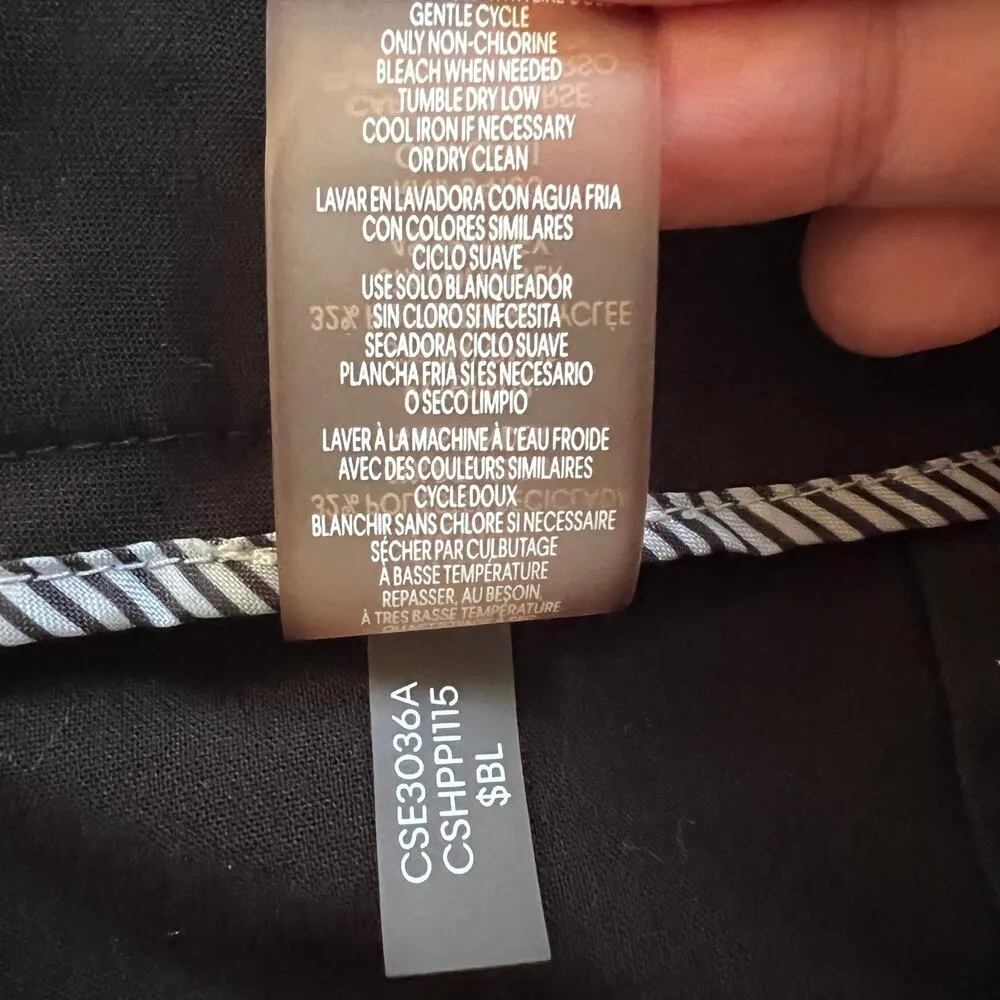 GENTLE CYCLE
ONLY NON-CHLORINE
BLEACH WHEN NEEDED
TUMBLE DRY LOW
COOL IRON IF NECESSARY
OR DRY CLEAN
LAVAR EN LAVADORA CON AGUA FRIA
CON COLORES SIMILARES
CICLO SUAVE
USE SOLO BLANQUEADOR
SIN CLORO SI NECESITA
SECADORA CICLO SUAVE
PLANCHA FRIA SI ES NECESARIO
O SECO LIMPIO
LAVER À LA MACHINE À L'EAU FROIDE
AVEC DES COULEURS SIMILAIRES
CYCLE DOUX
BLANCHIR SANS CHLORE SI NECESSAIRE
SÉCHER PAR CULBUTAGE
À BASSE TEMPÉRATURE
REPASSER, AU BESOIN,
À TRES BASSE TEMPÉRATURE
CSE3036A
CSHPPI115
$BL